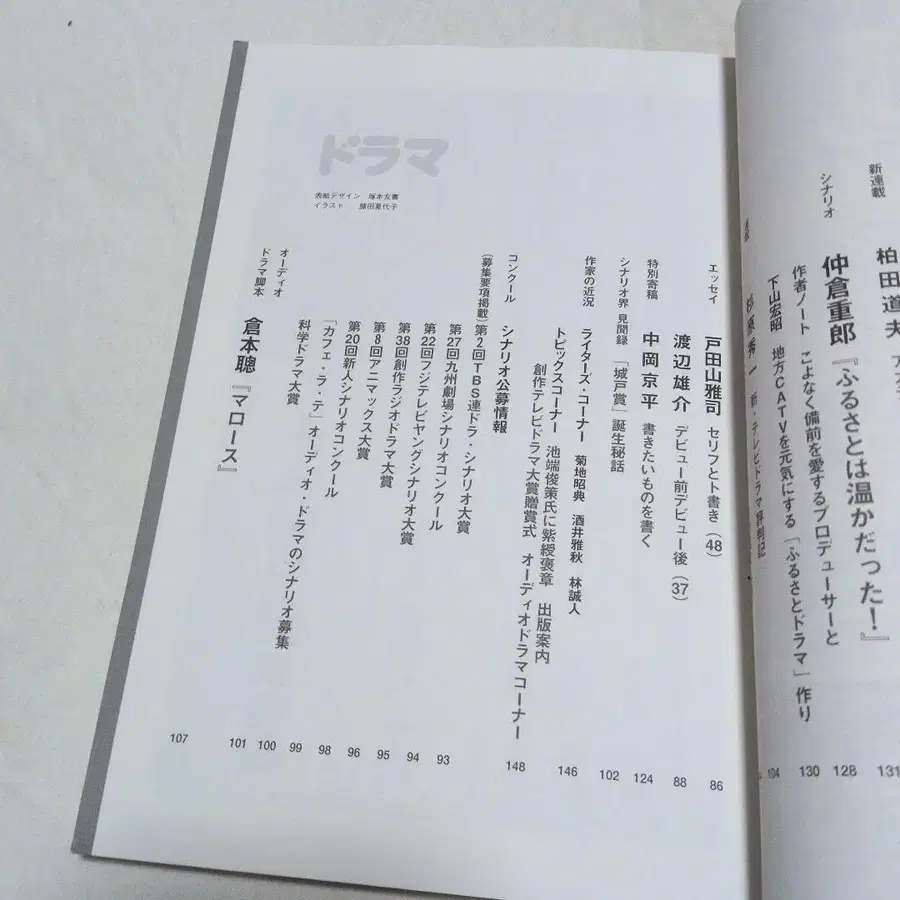 新連載
柏田道夫
131
シナリオ
仲倉重郎『ふるさとは温かだった!』
128
作者ノート こよなく備前を愛するプロデューサーと
130
下山宏昭 地方CATVを元気にする「ふるさとドラマ」作り
104
新・テレビドラマ評判記
ドラマ
表紙デザイン 塚本友書
イラスト 藤田夏代子
エッセイ
戸田山雅司 セリフとト書き(48)
86
渡辺雄介 デビュー前デビュー後(37)
88
特別寄稿
中岡京平 書きたいものを書く
124
シナリオ界見聞録 「城戸賞」誕生秘話
102
作家の近況
ライターズ・コーナー 菊地昭典 酒井雅秋 林誠人
146
トピックスコーナー 池端俊策氏に紫綬褒章 出版案内
創作テレビドラマ大賞贈賞式 オーディオドラマコーナー
148
コンクール
シナリオ公募情報
(募集要項掲載)
第2回TBS連ドラ・シナリオ大賞
93
第27回九州劇場シナリオコンクール
94
第22回フジテレビヤングシナリオ大賞
95
第38回創作ラジオドラマ大賞
96
第8回アニマックス大賞
98
第20回新人シナリオコンクール
99
「カフェ・ラ・テ」オーディオ・ドラマのシナリオ募集
100
科学ドラマ大賞
101
オーディオ
ドラマ脚本
倉本聰『マロース』
107